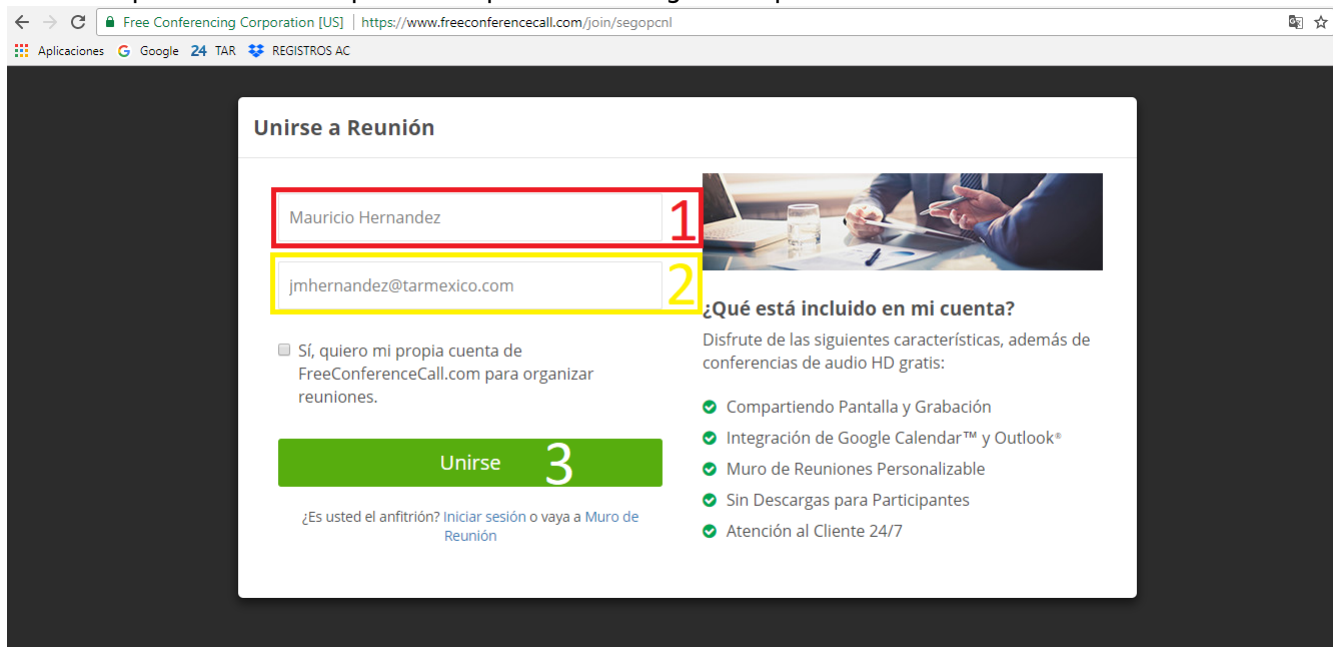 Free Conferencing Corporation [US] | https://www.freeconferencecall.com/join/segopcnl
Aplicaciones G Google 24 TAR REGISTROS AC
Unirse a Reunión
Mauricio Hernandez 1
jmhernandez@tarmexico.com 2
Sí, quiero mi propia cuenta de
FreeConferenceCall.com para organizar
reuniones.
Unirse 3
¿Es usted el anfitrión? Iniciar sesión o vaya a Muro de
Reunión
¿Qué está incluido en mi cuenta?
Disfrute de las siguientes características, además de
conferencias de audio HD gratis:
Compartiendo Pantalla y Grabación
Integración de Google Calendar™ y Outlook®
Muro de Reuniones Personalizable
Sin Descargas para Participantes
Atención al Cliente 24/7